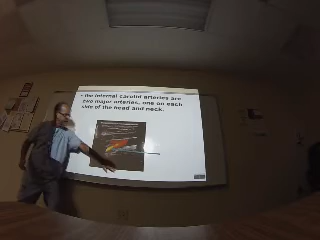 • the internal carotid arteries are
two major arteries, one on each
side of the head and neck.